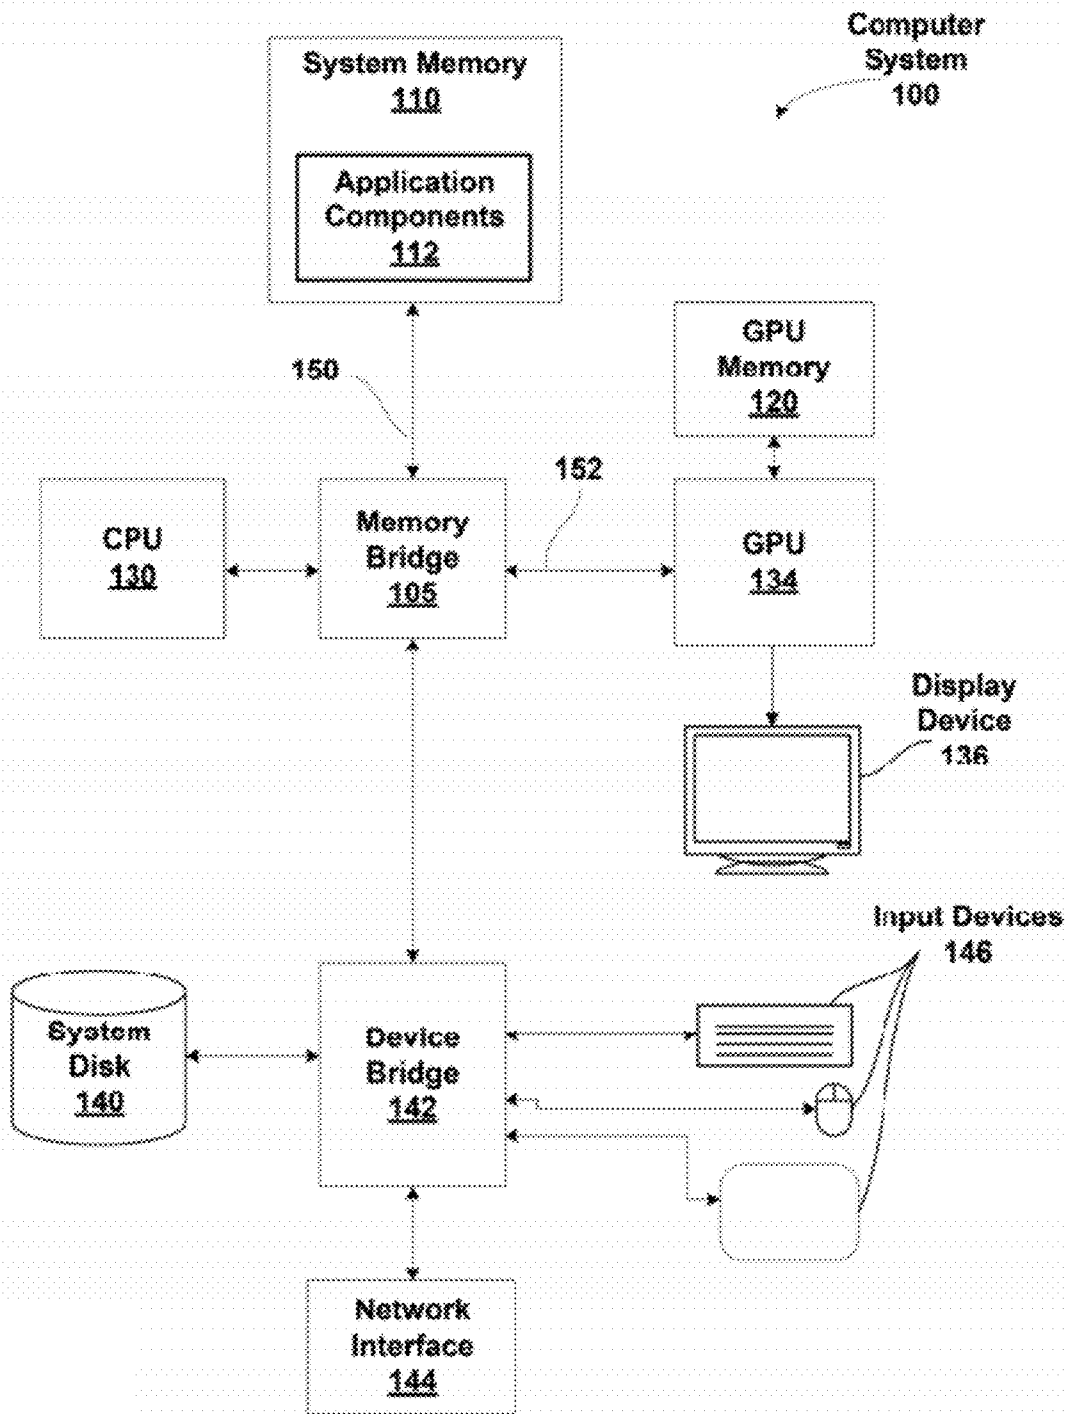 Computer
System
100
System Memory
110
Application
Components
112
150
GPU
Memory
120
152
CPU
130
Memory
Bridge
105
GPU
134
Display
Device
136
Input Devices
146
System
Disk
140
Device
Bridge
142
Network
Interface
144